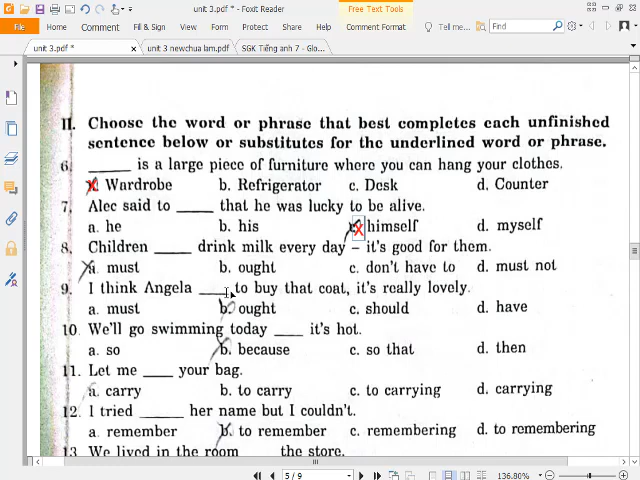 unit 3.pdf * - Foxit Reader
Free Text Tools
File
Home
Comment
Fill & Sign
View
Form
Protect
Share
Help
Comment Format
Tell me...
Find
unit 3.pdf *
unit 3 newchua lam.pdf
SGK Tiếng anh 7 - Glo...
II. Choose the word or phrase that best completes each unfinished
sentence below or substitutes for the underlined word or phrase.
6. _____ is a large piece of furniture where you can hang your clothes.
Wardrobe b. Refrigerator c. Desk d. Counter
7. Alec said to _____ that he was lucky to be alive.
a. he b. his himself d. myself
8. Children _____ drink milk every day – it's good for them.
a. must b. ought c. don't have to d. must not
9. I think Angela ____ to buy that coat, it's really lovely.
a. must b. ought c. should d. have
10. We'll go swimming today ____ it's hot.
a. so b. because c. so that d. then
11. Let me ____ your bag.
a. carry b. to carry c. to carrying d. carrying
12. I tried _____ her name but I couldn't.
a. remember b. to remember c. remembering d. to remembering
13. We lived in the room ____ the store.
5 / 9
136.80%